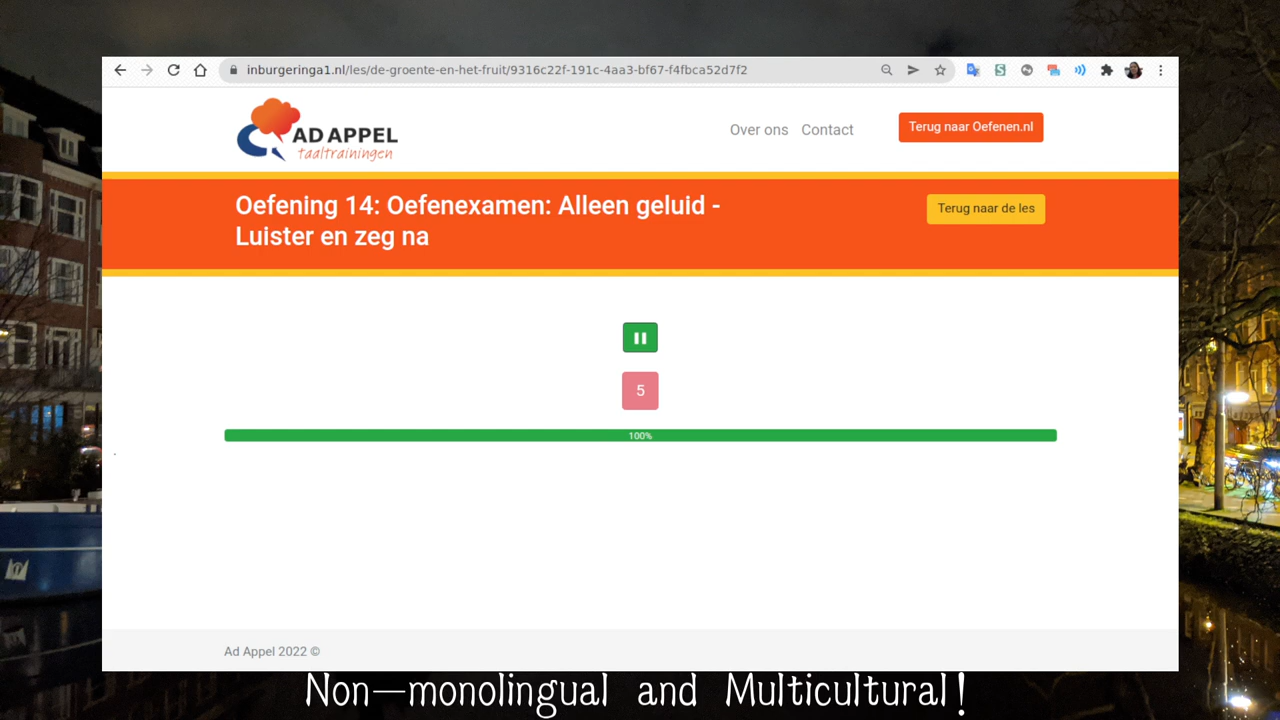 inburgeringa1.nl/les/de-groente-en-het-fruit/9316c22f-191c-4aa3-bf67-f4fbca52d7f2
AD APPEL
taaltrainingen
Over ons
Contact
Terug naar Oefenen.nl
Oefening 14: Oefenexamen: Alleen geluid -
Luister en zeg na
Terug naar de les
5
100%
Ad Appel 2022 ©
Non—monolingual and Multicultural!